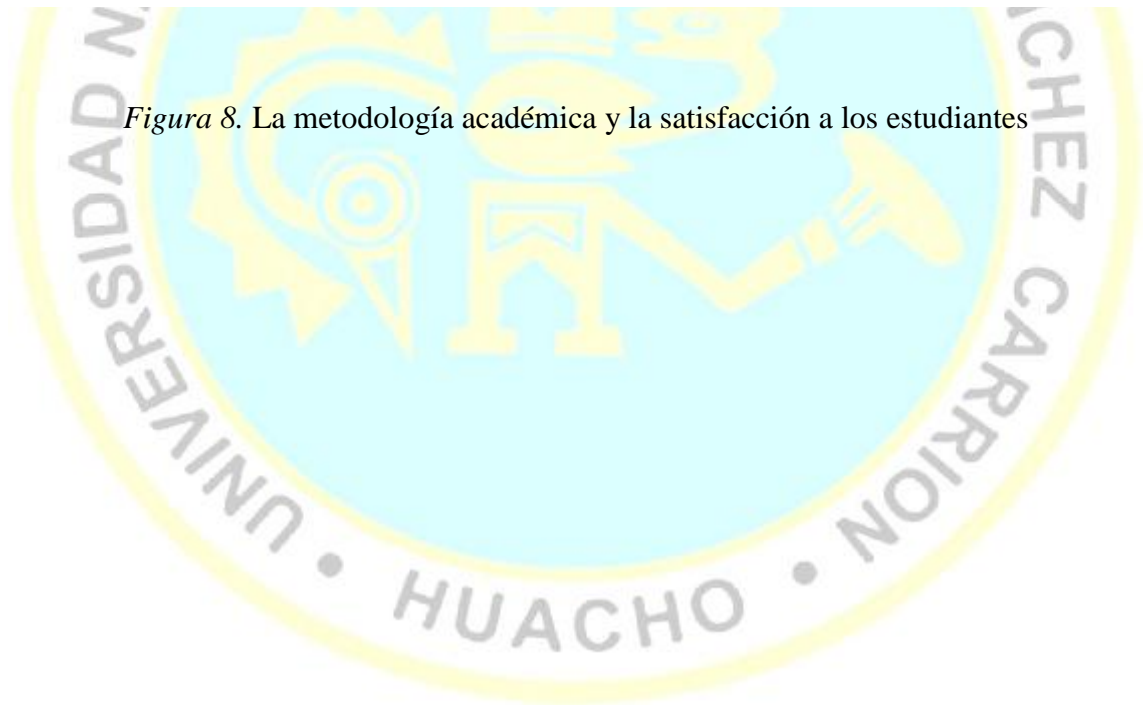 Figura 8. La metodología académica y la satisfacción a los estudiantes
UNIVERSIDAD
CHEZ CARRION
• HUACHO •